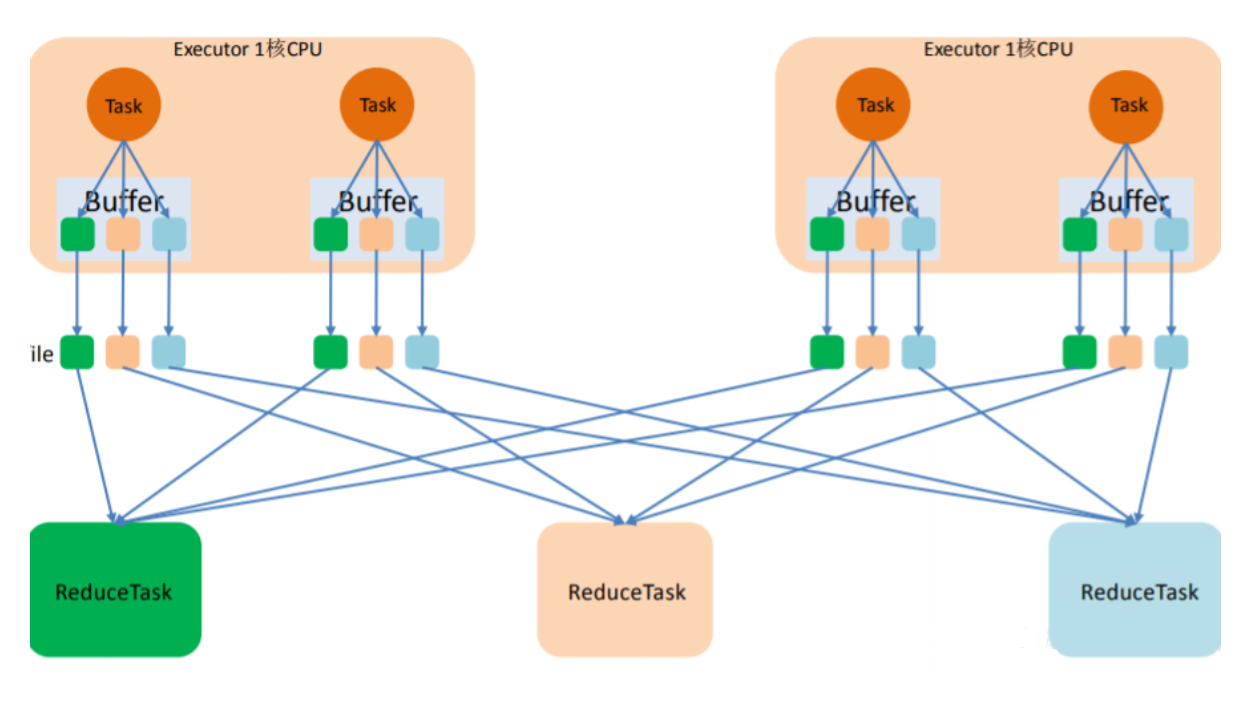 Executor 1核CPU
Executor 1核CPU
Task
Task
Task
Task
Buffer
Buffer
Buffer
Buffer
ile
ReduceTask
ReduceTask
ReduceTask